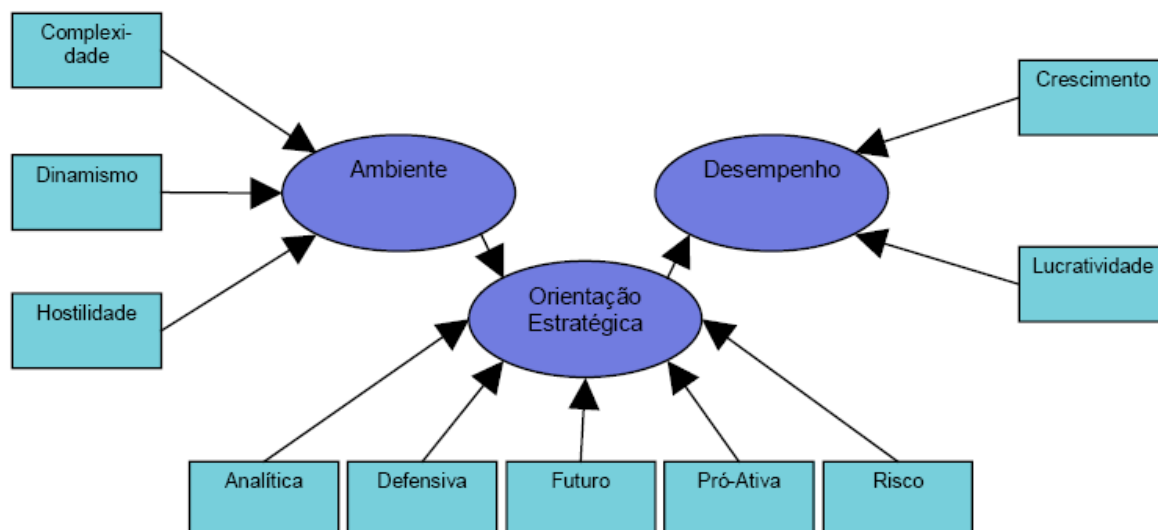 Complexi-
dade
Crescimento
Dinamismo
Ambiente
Desempenho
Lucratividade
Hostilidade
Orientação
Estratégica
Analítica
Defensiva
Futuro
Pró-Ativa
Risco